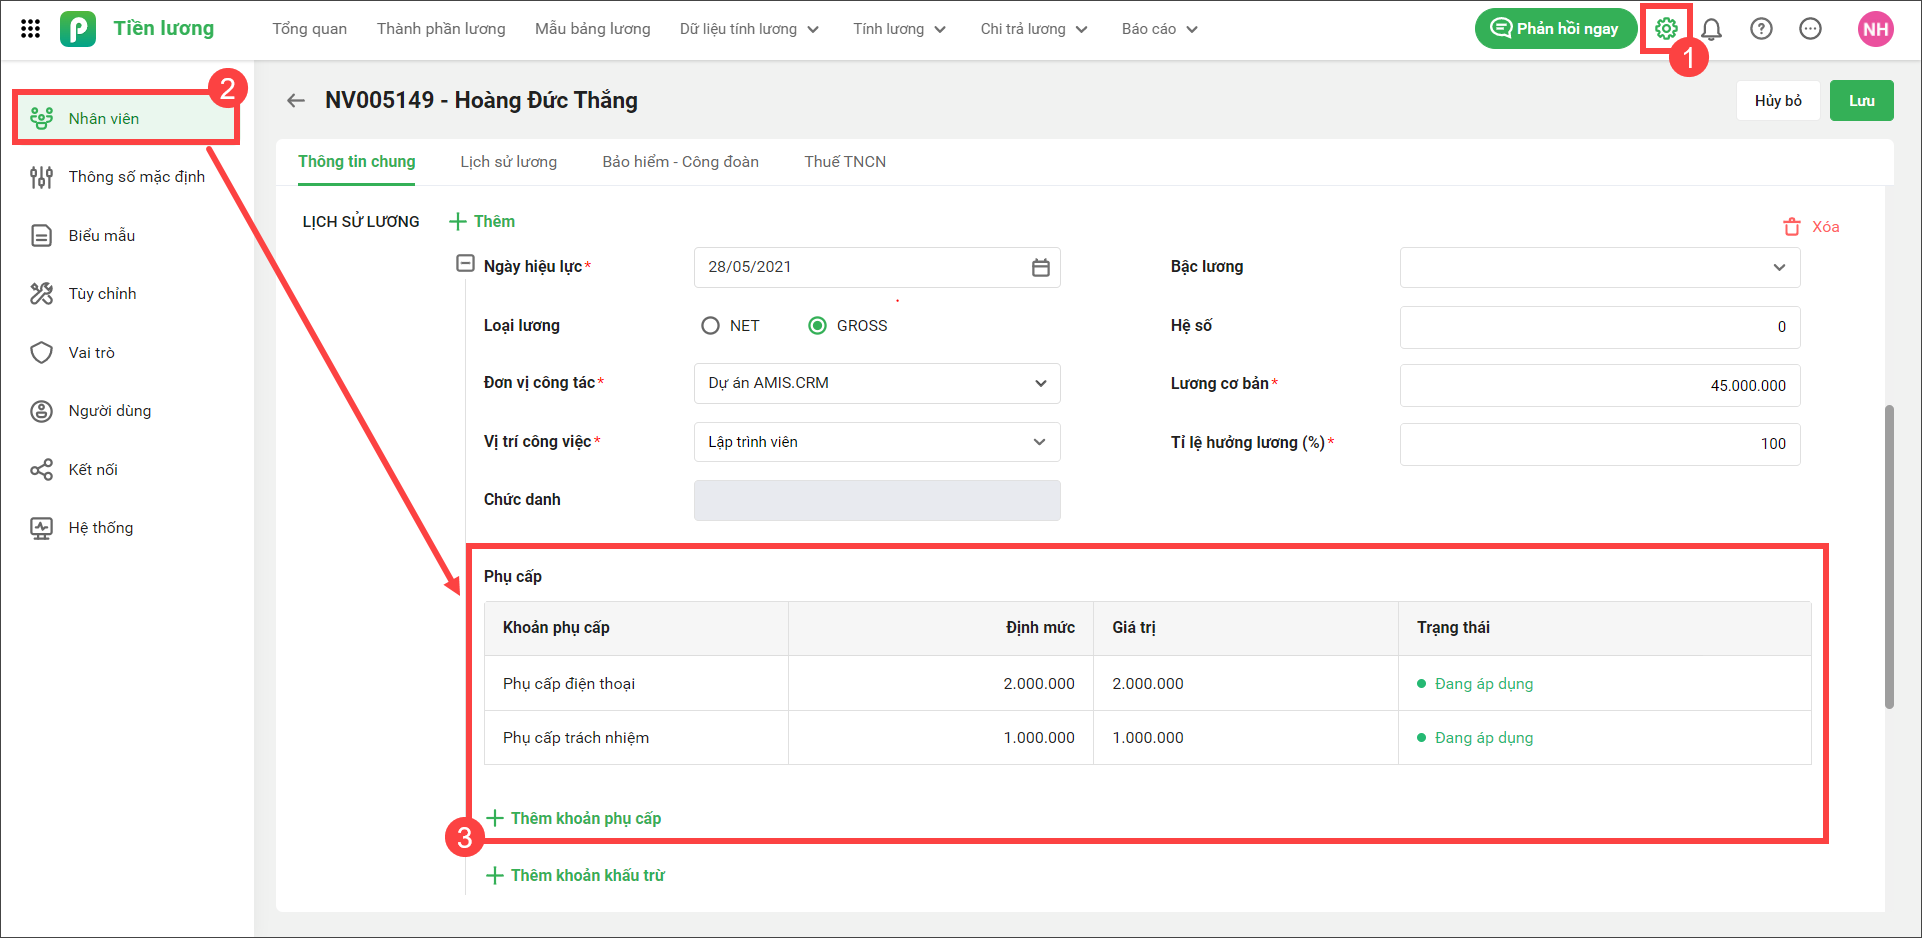 Tiền lương
Tổng quan
Thành phần lương
Mẫu bảng lương
Dữ liệu tính lương
Tính lương
Chi trả lương
Báo cáo
Phản hồi ngay
NH
1
2
Nhân viên
Thông số mặc định
Biểu mẫu
Tùy chỉnh
Vai trò
Người dùng
Kết nối
Hệ thống
NV005149 - Hoàng Đức Thắng
Hủy bỏ
Lưu
Thông tin chung
Lịch sử lương
Bảo hiểm - Công đoàn
Thuế TNCN
LỊCH SỬ LƯƠNG
Thêm
Xóa
Ngày hiệu lực*
28/05/2021
Bậc lương
Loại lương
NET
GROSS
Hệ số
0
Đơn vị công tác*
Dự án AMIS.CRM
Lương cơ bản*
45.000.000
Vị trí công việc*
Lập trình viên
Tỉ lệ hưởng lương (%)*
100
Chức danh
Phụ cấp
Khoản phụ cấp
Định mức
Giá trị
Trạng thái
Phụ cấp điện thoại
2.000.000
2.000.000
Đang áp dụng
Phụ cấp trách nhiệm
1.000.000
1.000.000
Đang áp dụng
Thêm khoản phụ cấp
3
Thêm khoản khấu trừ